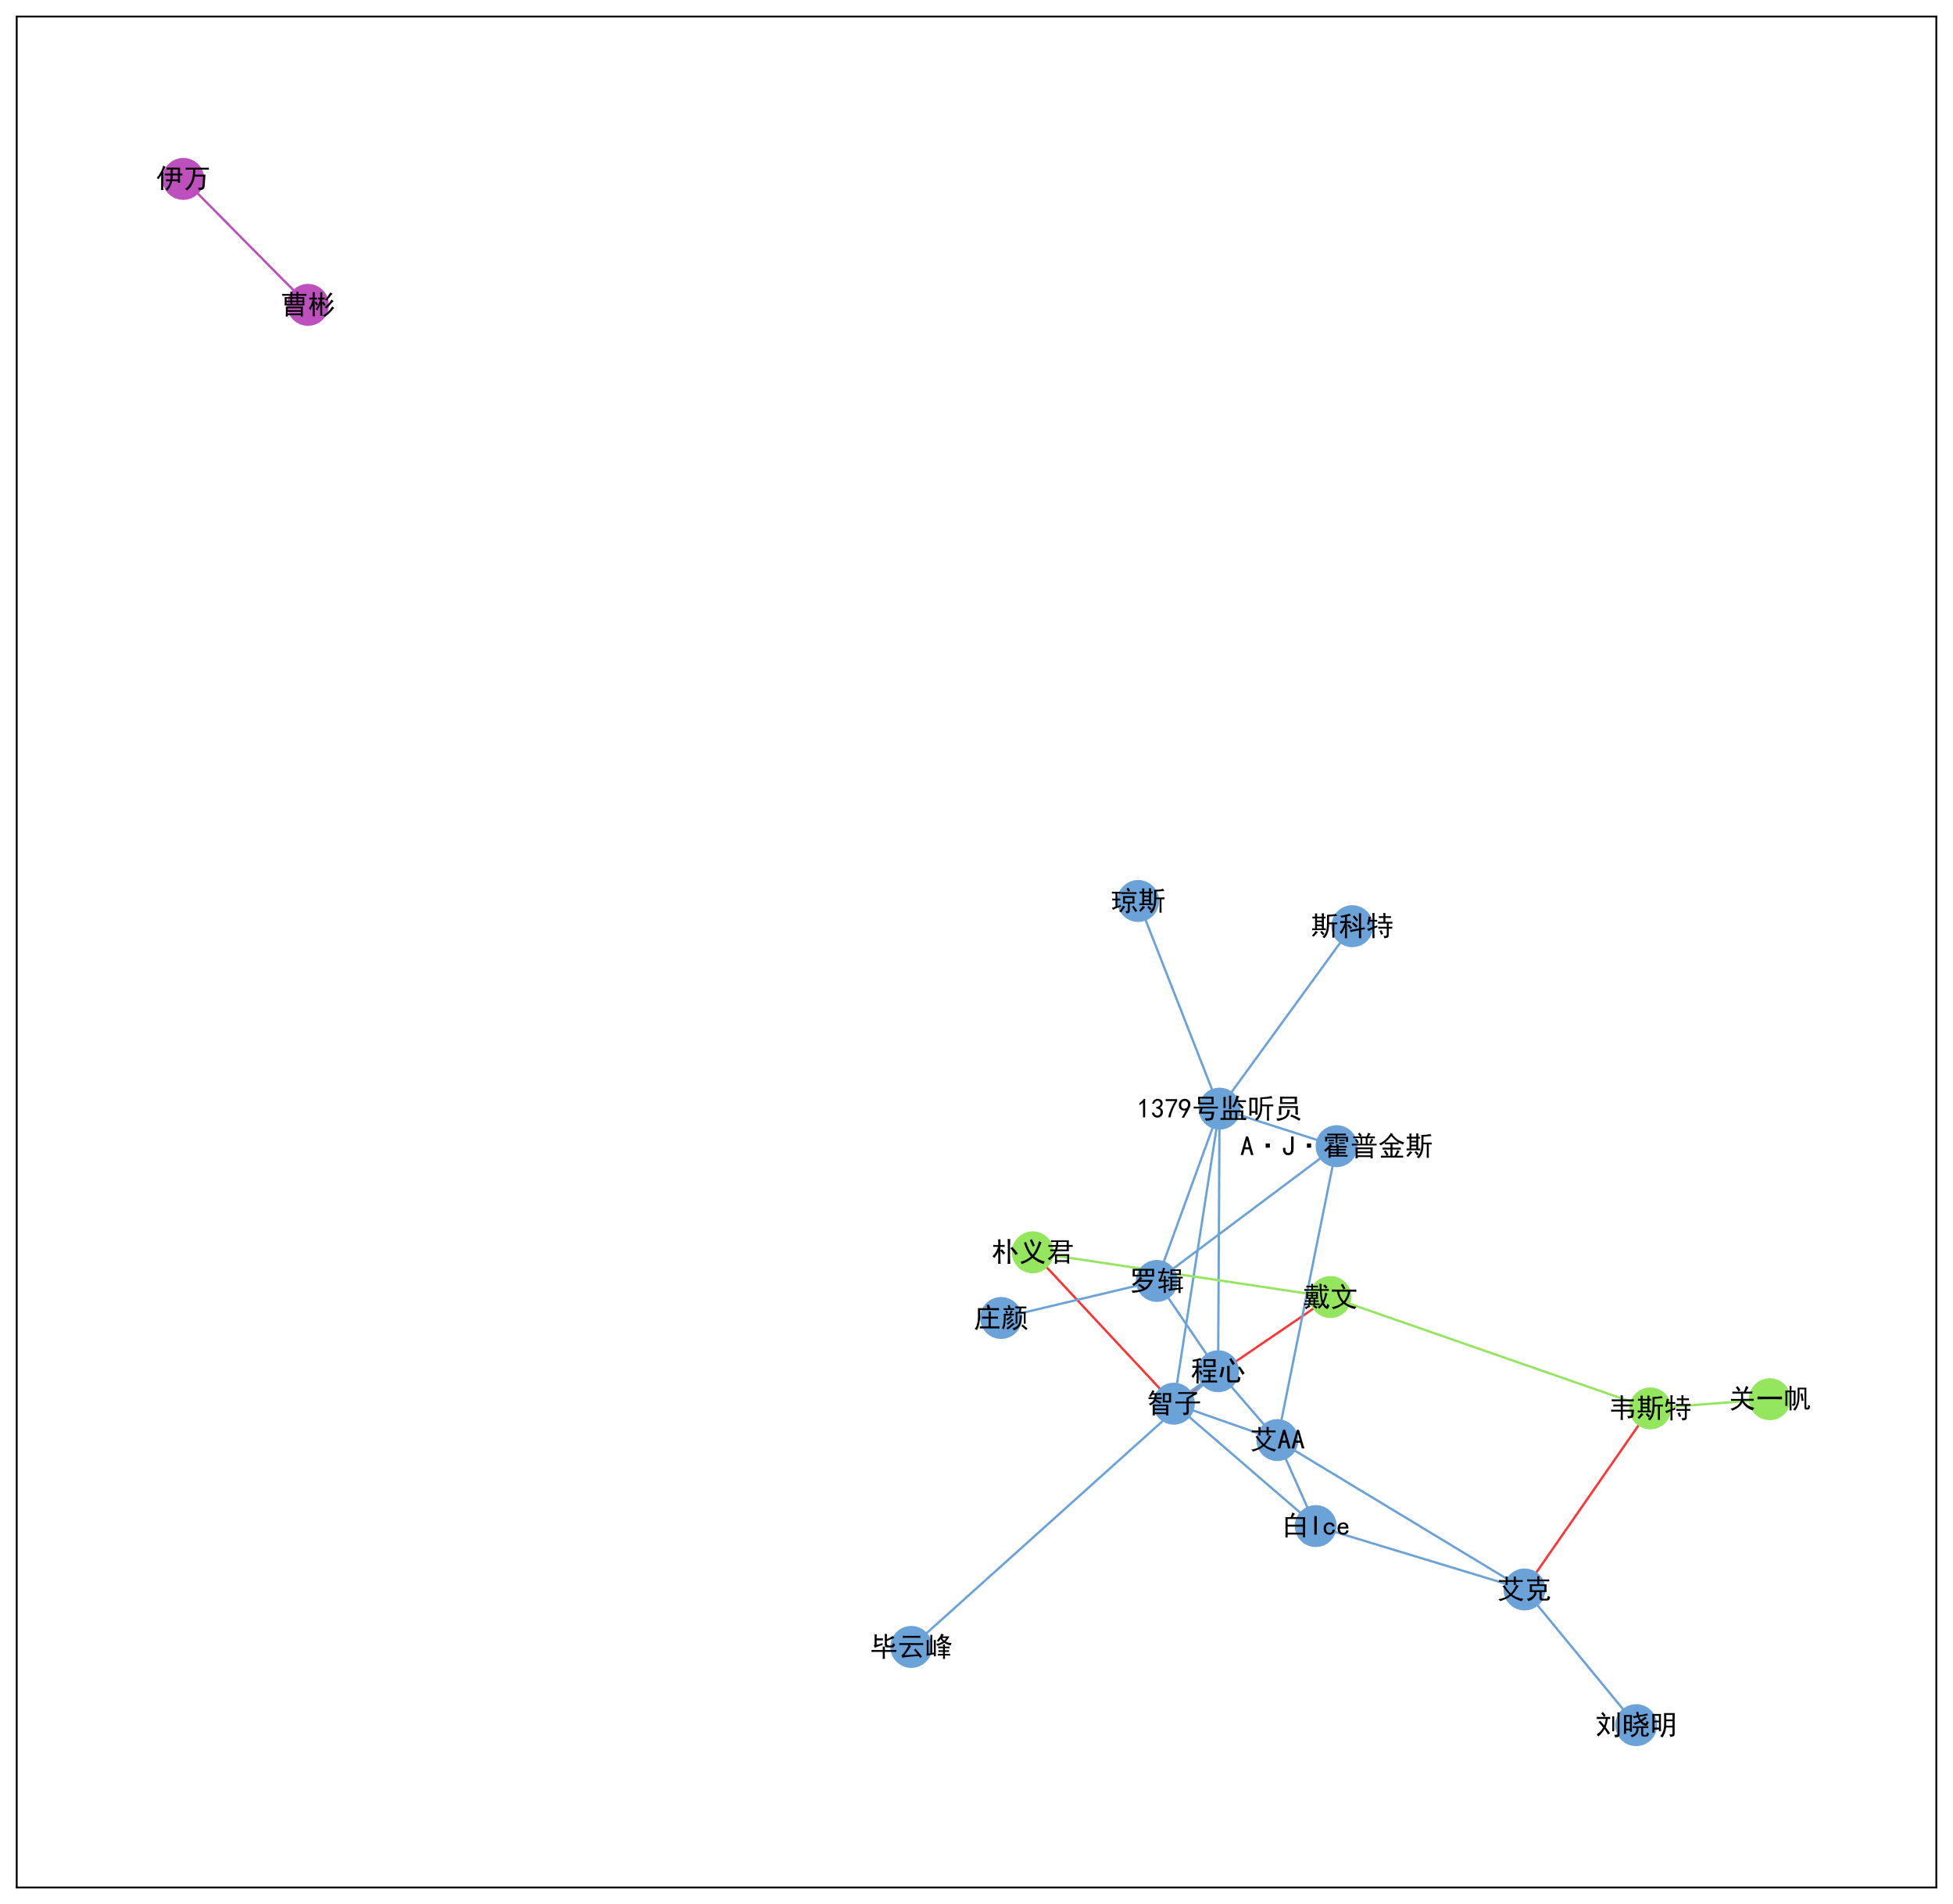 伊万
曹彬
琼斯
斯科特
1379号监听员
A·J·霍普金斯
朴义君
罗辑
戴文
庄颜
程心
智子
关一帆
韦斯特
艾AA
白Ice
艾克
毕云峰
刘晓明